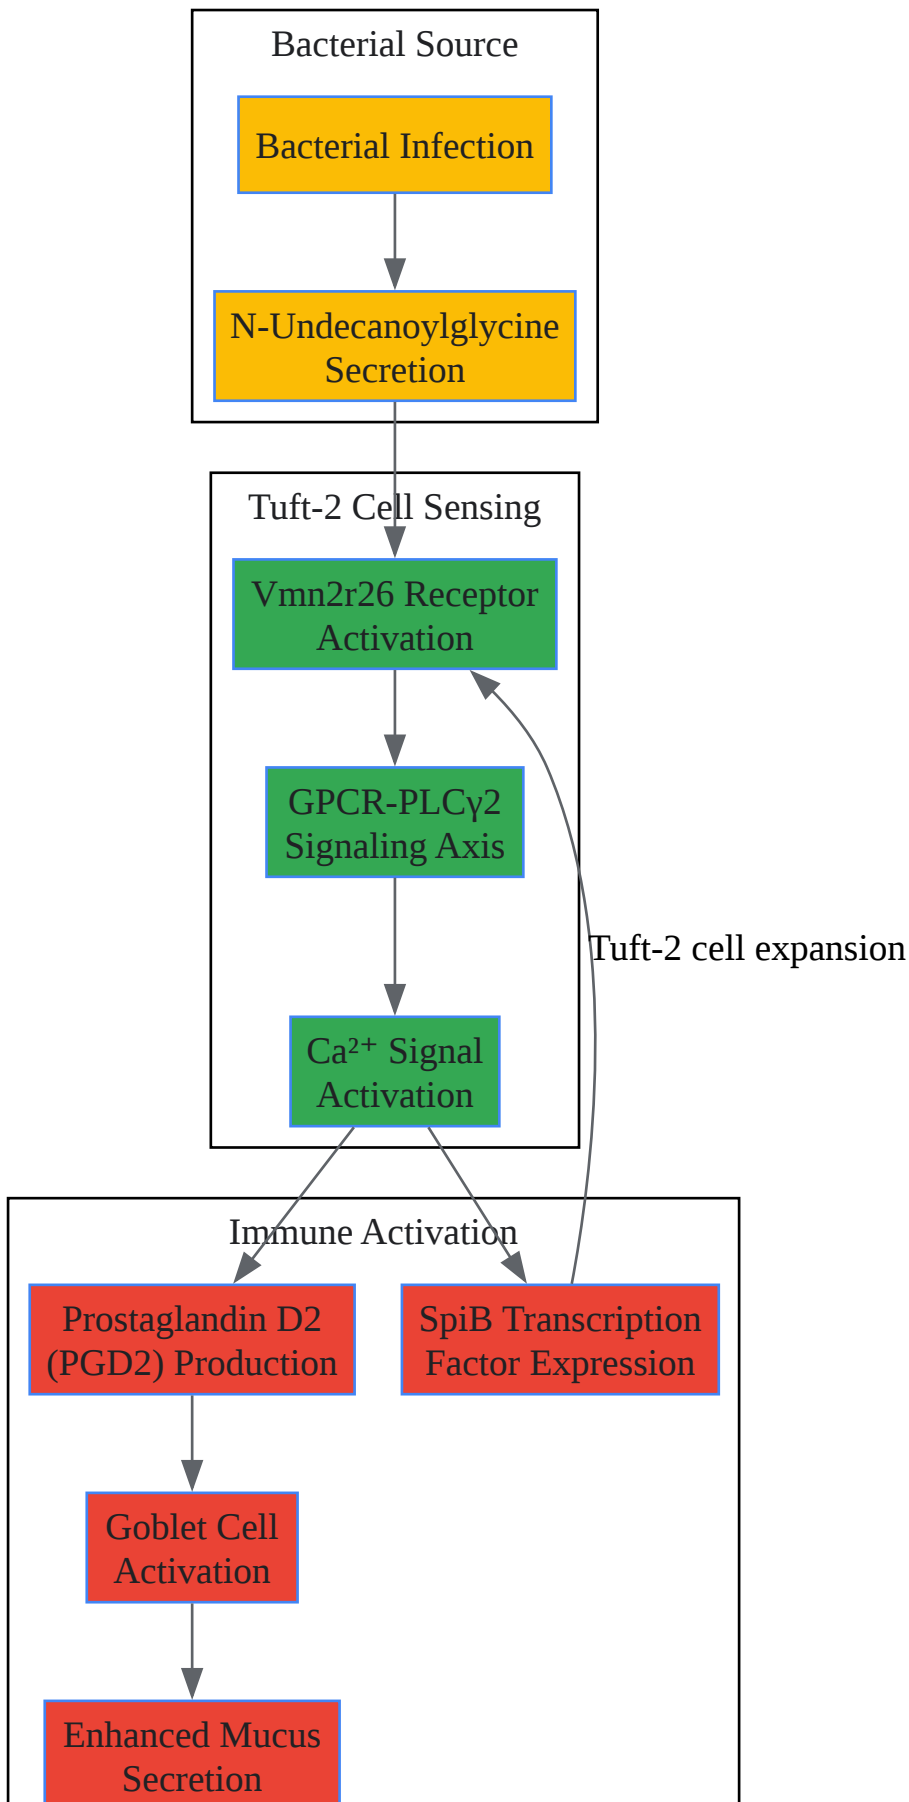 Bacterial Source
Bacterial Infection
N-Undecanoylglycine
Secretion
Tuft-2 Cell Sensing
Vmn2r26 Receptor
Activation
GPCR-PLCγ2
Signaling Axis
Tuft-2 cell expansion
Ca²⁺ Signal
Activation
Immune Activation
Prostaglandin D2
(PGD2) Production
SpiB Transcription
Factor Expression
Goblet Cell
Activation
Enhanced Mucus
Secretion